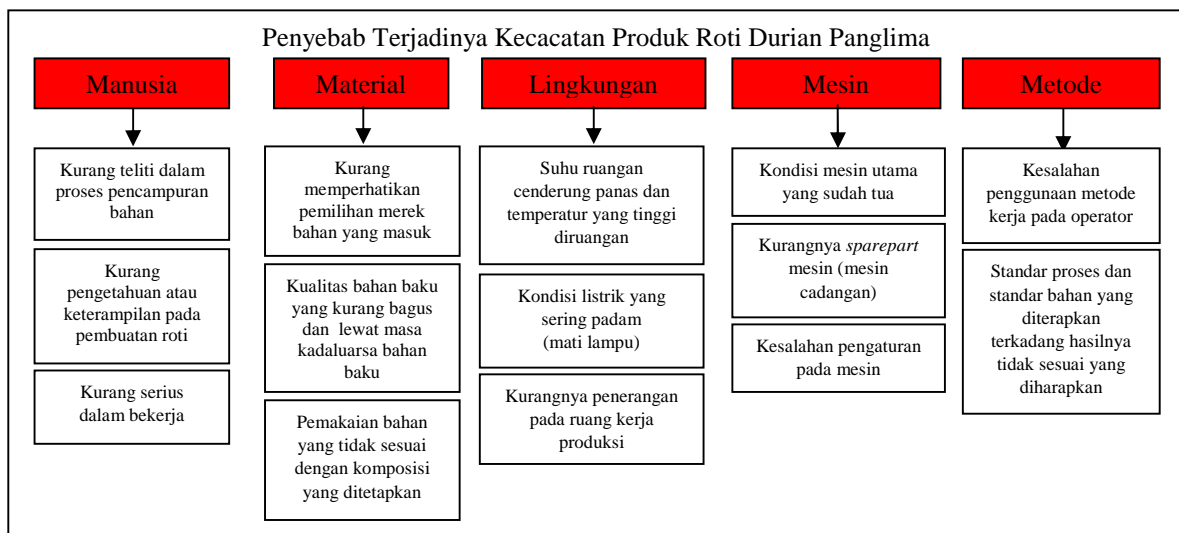 Penyebab Terjadinya Kecacatan Produk Roti Durian Panglima
Manusia
Kurang teliti dalam
proses pencampuran
bahan
Kurang
pengetahuan atau
keterampilan pada
pembuatan roti
Kurang serius
dalam bekerja
Material
Kurang
memperhatikan
pemilihan merek
bahan yang masuk
Kualitas bahan baku
yang kurang bagus
dan lewat masa
kadaluarsa bahan
baku
Pemakaian bahan
yang tidak sesuai
dengan komposisi
yang ditetapkan
Lingkungan
Suhu ruangan
cenderung panas dan
temperatur yang tinggi
diruangan
Kondisi listrik yang
sering padam
(mati lampu)
Kurangnya penerangan
pada ruang kerja
produksi
Mesin
Kondisi mesin utama
yang sudah tua
Kurangnya sparepart
mesin (mesin
cadangan)
Kesalahan pengaturan
pada mesin
Metode
Kesalahan
penggunaan metode
kerja pada operator
Standar proses dan
standar bahan yang
diterapkan
terkadang hasilnya
tidak sesuai yang
diharapkan